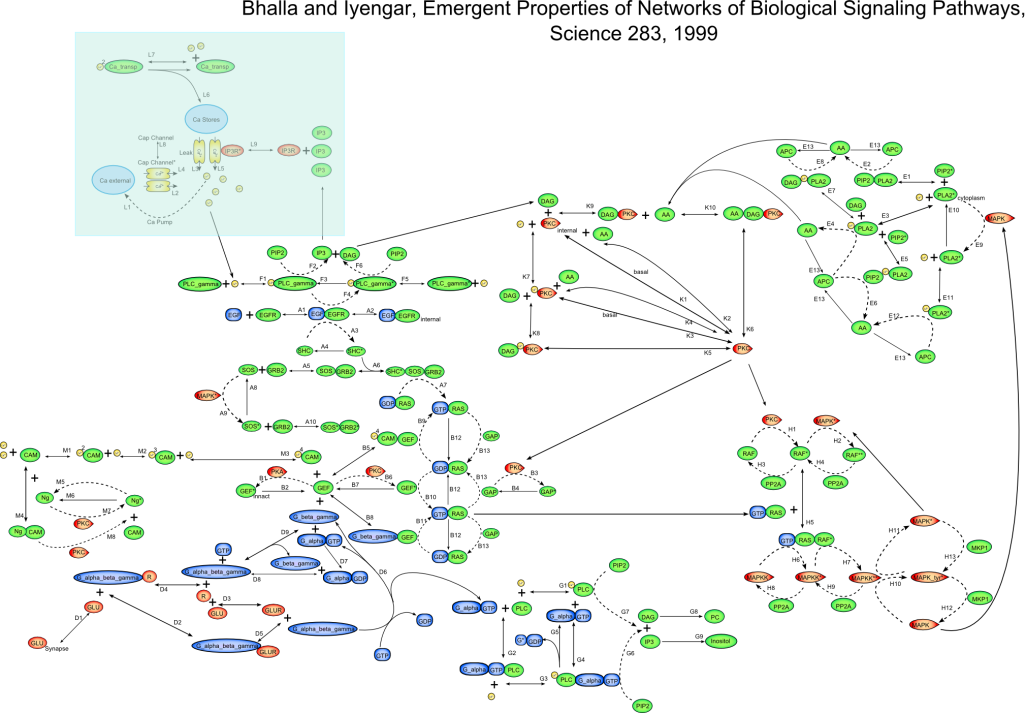 Bhalla and Iyengar, Emergent Properties of Networks of Biological Signaling Pathways,
Science 283, 1999
L7
2 Ca_transp + Ca_transp
L6
Ca Stores
Cap Channel
L8
Cap Channel*
Leak
IP3R* L9 IP3R + IP3
IP3
IP3
L4 L3 L5
L2
Ca external
L1
Ca Pump
PIP2 IP3 + DAG PIP2
F2 F6
PLC_gamma + F1 PLC_gamma F3 PLC_gamma* F5 PLC_gamma* +
F4
EGF + EGFR A1 EGF EGFR A2 EGF EGFR internal
A3
SHC A4 SHC*
A6
SOS + GRB2 A5 SOS GRB2 SHC* SOS GRB2
MAPK* A8
A9
A7
GDP RAS
SOS* + GRB2 A10 SOS* GRB2*
GTP RAS
B9 B12 GAP
B13
4 CAM GEF
B5
+ CAM M1 + 2 CAM + M2 3 CAM + M3 4 CAM
PKA PKC
GEF* B1 B2 GEF B7 B6 GEF*
innact
GDP RAS
B10 B12
PKC
GAP B3 B4 GAP*
GTP RAS
B11 B12 B13 GAP
GDP RAS
G_beta_gamma B8 G_beta_gamma GEF
+
M5
Ng M6 Ng*
M7
PKC +
M4
Ng CAM M8 CAM
PKC
D9
GTP + G_alpha GTP D6
G_beta_gamma
+ D7
G_alpha_beta_gamma D8 G_alpha GDP
G_alpha_beta_gamma R D4 +
R
GLU D3 GLUR
GLU + +
D1 D2 D5 G_alpha_beta_gamma
G_alpha_beta_gamma GLUR
GLU
Synapse
GDP
GTP
DAG
+
+ PKC K9 DAG PKC + AA K10 AA DAG PKC
internal + AA
K7 basal
+ AA
DAG + PKC
K1
K2
basal K4 K6
K8 K3
DAG PKC K5 PKC
E13 AA E13
APC APC
E8 E2
DAG PLA2 PIP2 PLA2 E1 PIP2*
+
E7 PLA2* cytoplasm
DAG
+ E3 E10 MAPK
AA E4 PLA2
+
PIP2* E9
E5 PLA2*
E13 PIP2 PLA2
APC
E6 E11
E13 E12 PLA2*
AA
E13 APC
PKC MAPK*
H1 H2
RAF RAF* RAF**
H3 H4
PP2A PP2A
GTP RAS +
H5
GTP RAS RAF*
H6 H7
MAPKK MAPKK* MAPKK**
H8 H9
PP2A PP2A
MAPK*
H11 MKP1
H13
H10 MAPK_tyr*
MKP1
H12
MAPK
PIP2
+ G1 PLC
G_alpha GTP + PLC
G_alpha GTP G7
+
DAG G8 PC
+
IP3 G9 Inositol
G* GDP G5
G2 G4
G_alpha GTP PLC G6
+ G3 PLC G_alpha GTP
PIP2